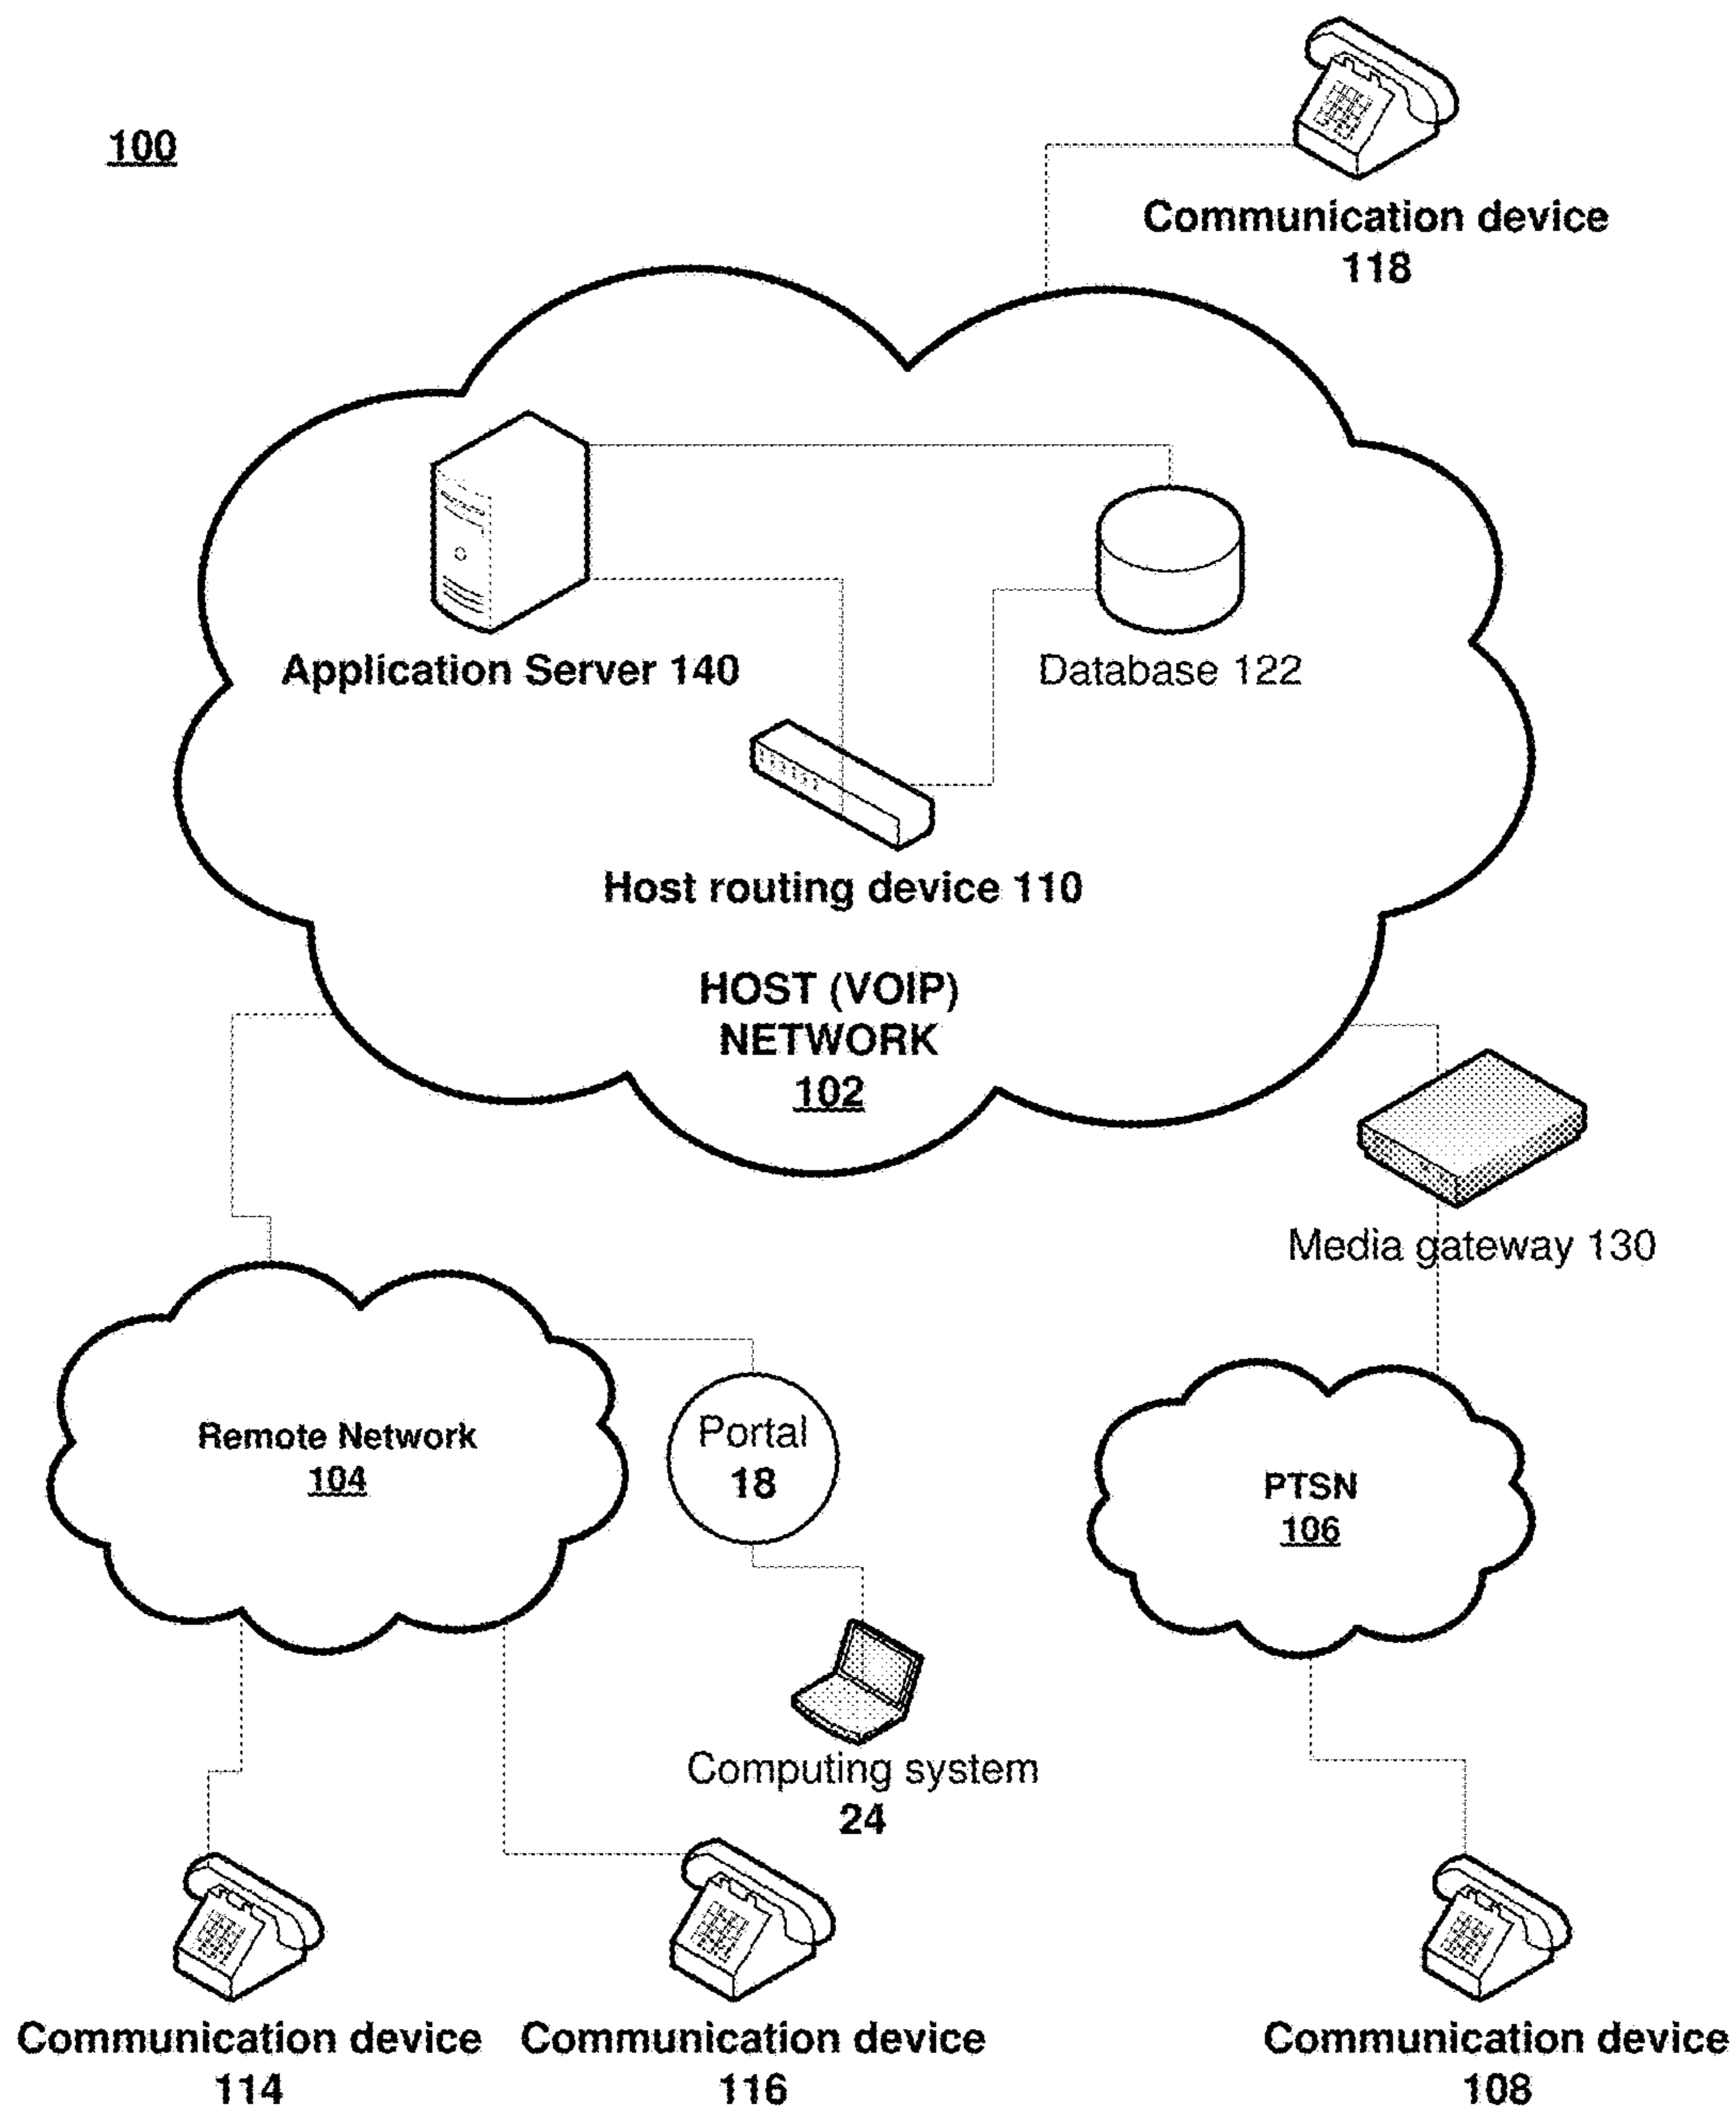 100
Communication device
118
Application Server 140
Database 122
Host routing device 110
HOST (VOIP)
NETWORK
102
Media gateway 130
Remote Network
104
Portal
18
PTSN
106
Computing system
24
Communication device
114
Communication device
116
Communication device
108